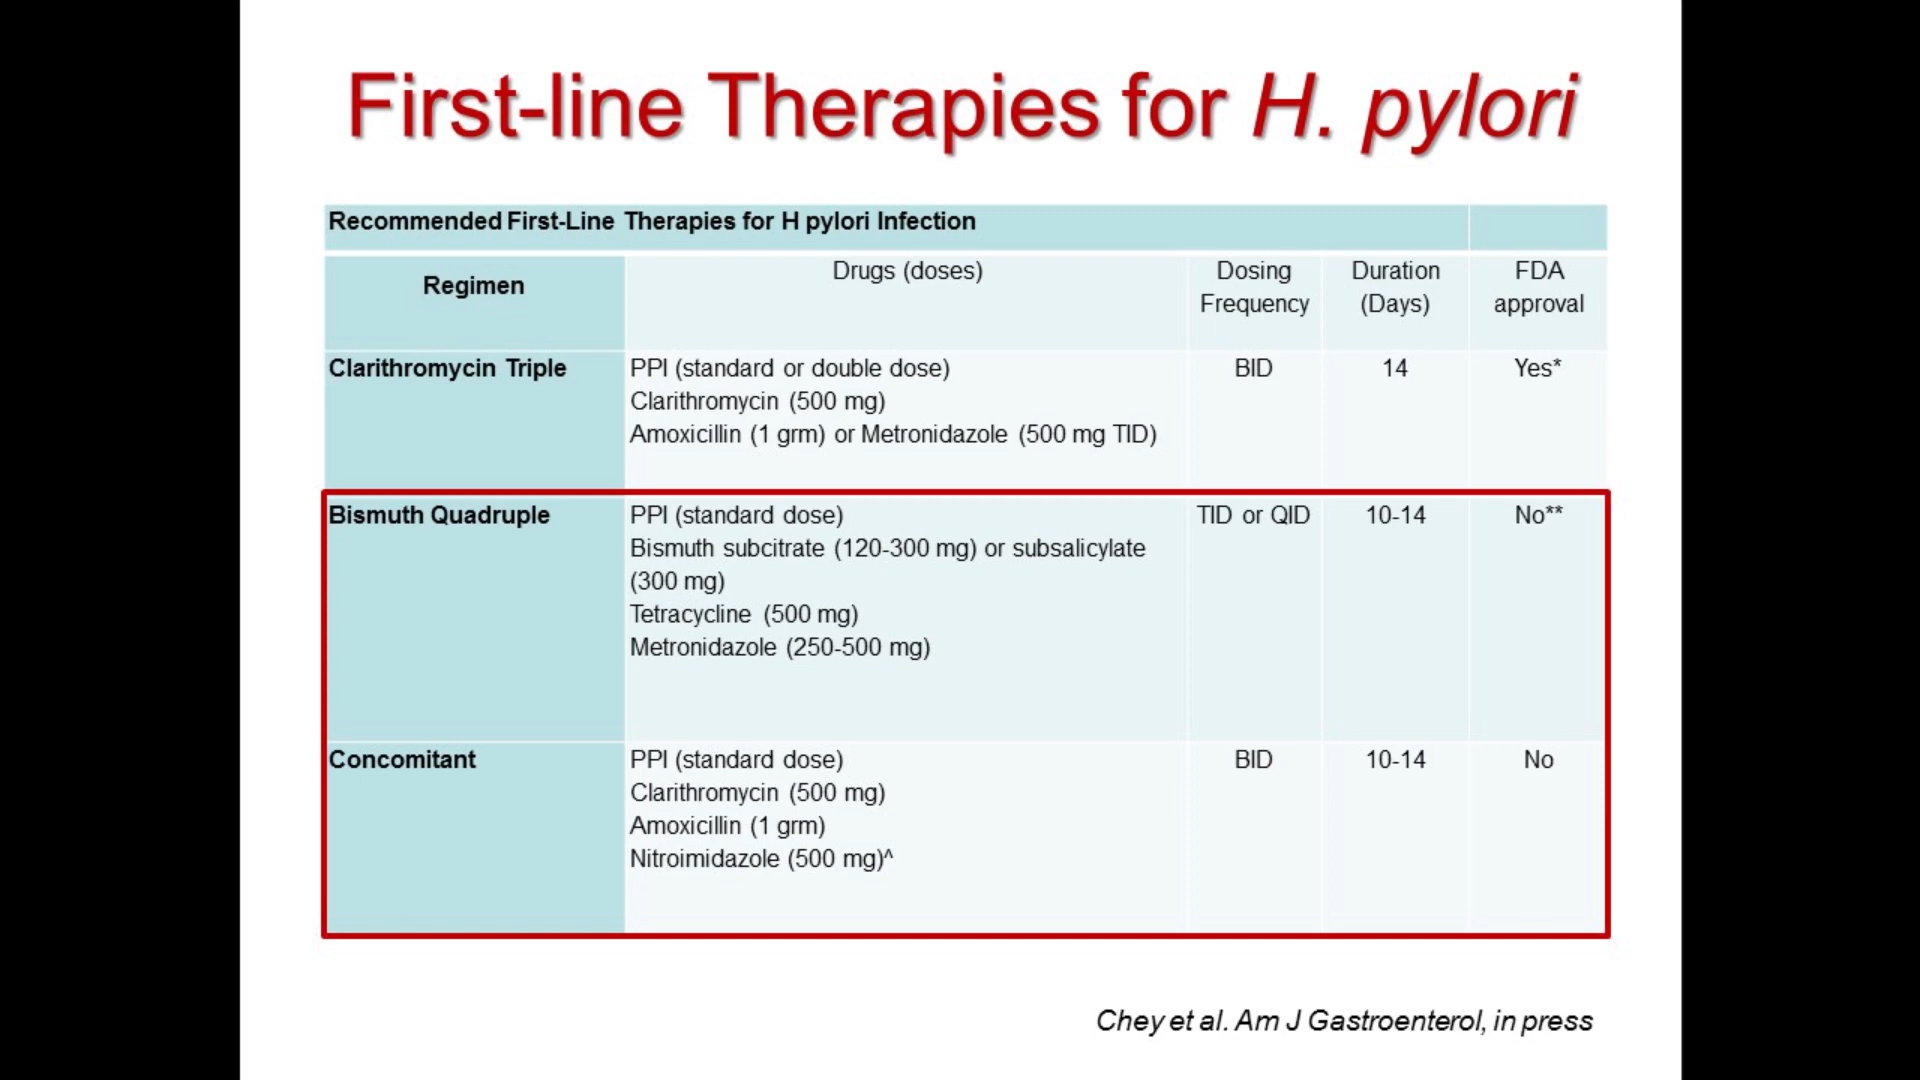 First-line Therapies for H. pylori
Recommended First-Line Therapies for H pylori Infection
Regimen
Drugs (doses)
Dosing
Frequency
Duration
(Days)
FDA
approval
Clarithromycin Triple
PPI (standard or double dose)
Clarithromycin (500 mg)
Amoxicillin (1 grm) or Metronidazole (500 mg TID)
BID
14
Yes*
Bismuth Quadruple
PPI (standard dose)
Bismuth subcitrate (120-300 mg) or subsalicylate
(300 mg)
Tetracycline (500 mg)
Metronidazole (250-500 mg)
TID or QID
10-14
No**
Concomitant
PPI (standard dose)
Clarithromycin (500 mg)
Amoxicillin (1 grm)
Nitroimidazole (500 mg)^
BID
10-14
No
Chey et al. Am J Gastroenterol, in press